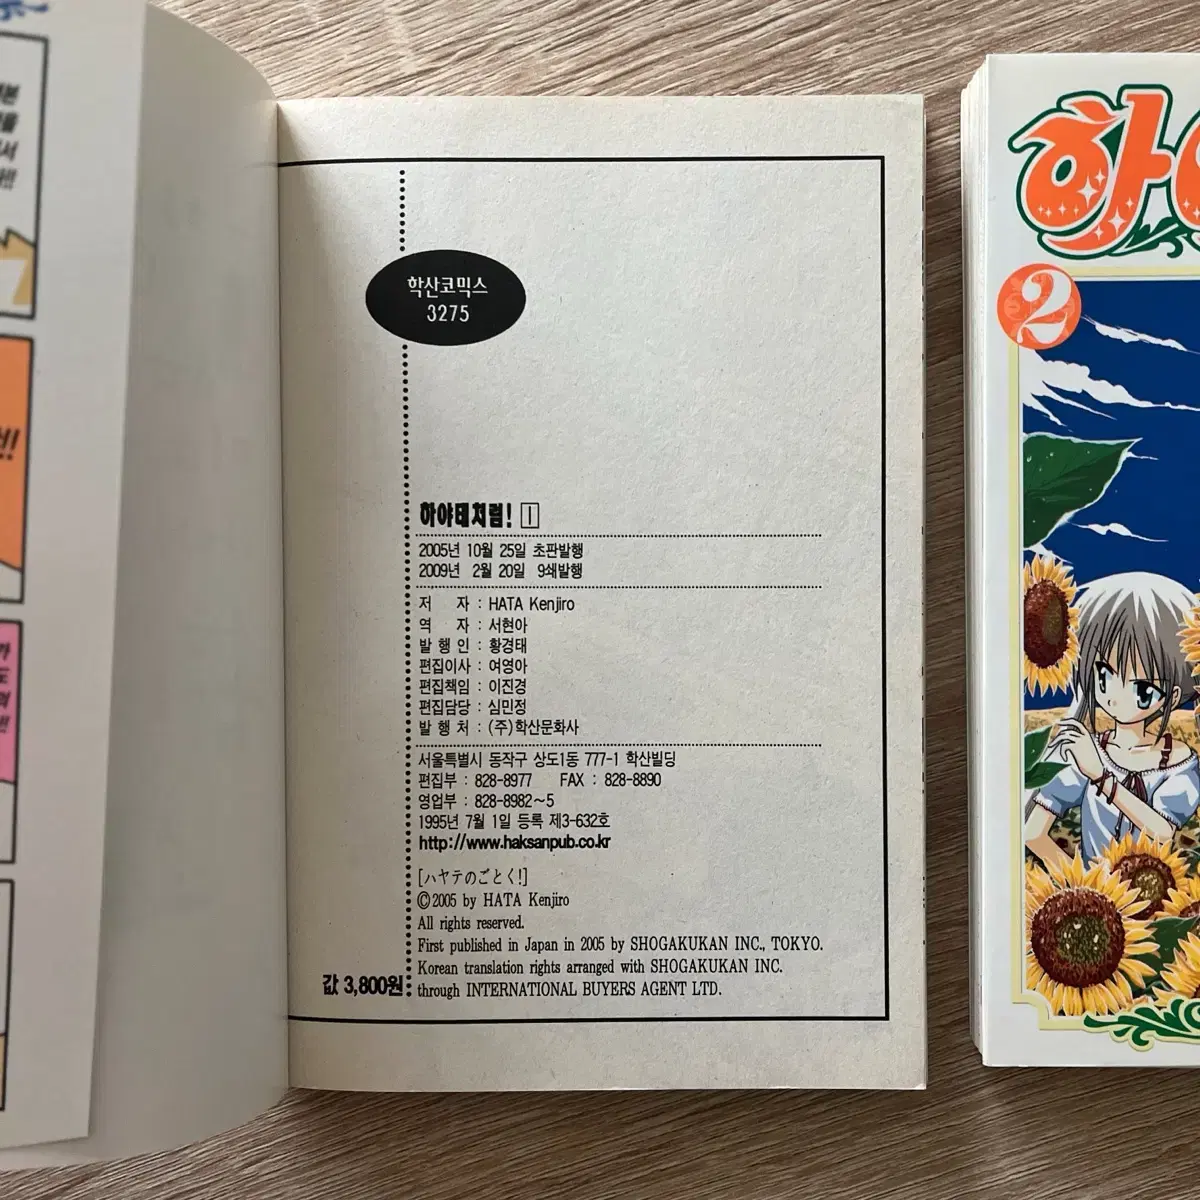 학산코믹스
3275
하야테처럼! 1
2005년 10월 25일 초판발행
2009년 2월 20일 9쇄발행
저 자 : HATA Kenjiro
역 자 : 서현아
발 행 인 : 황경태
편집이사 : 여영아
편집책임 : 이진경
편집담당 : 심민정
발 행 처 : (주)학산문화사
서울특별시 동작구 상도1동 777-1 학산빌딩
편집부 : 828-8977 FAX : 828-8890
영업부 : 828-8982~5
1995년 7월 1일 등록 제3-632호
http://www.haksanpub.co.kr
[ハヤテのごとく!]
©2005 by HATA Kenjiro
All rights reserved.
First published in Japan in 2005 by SHOGAKUKAN INC., TOKYO.
Korean translation rights arranged with SHOGAKUKAN INC.
through INTERNATIONAL BUYERS AGENT LTD.
값 3,800원
하
2